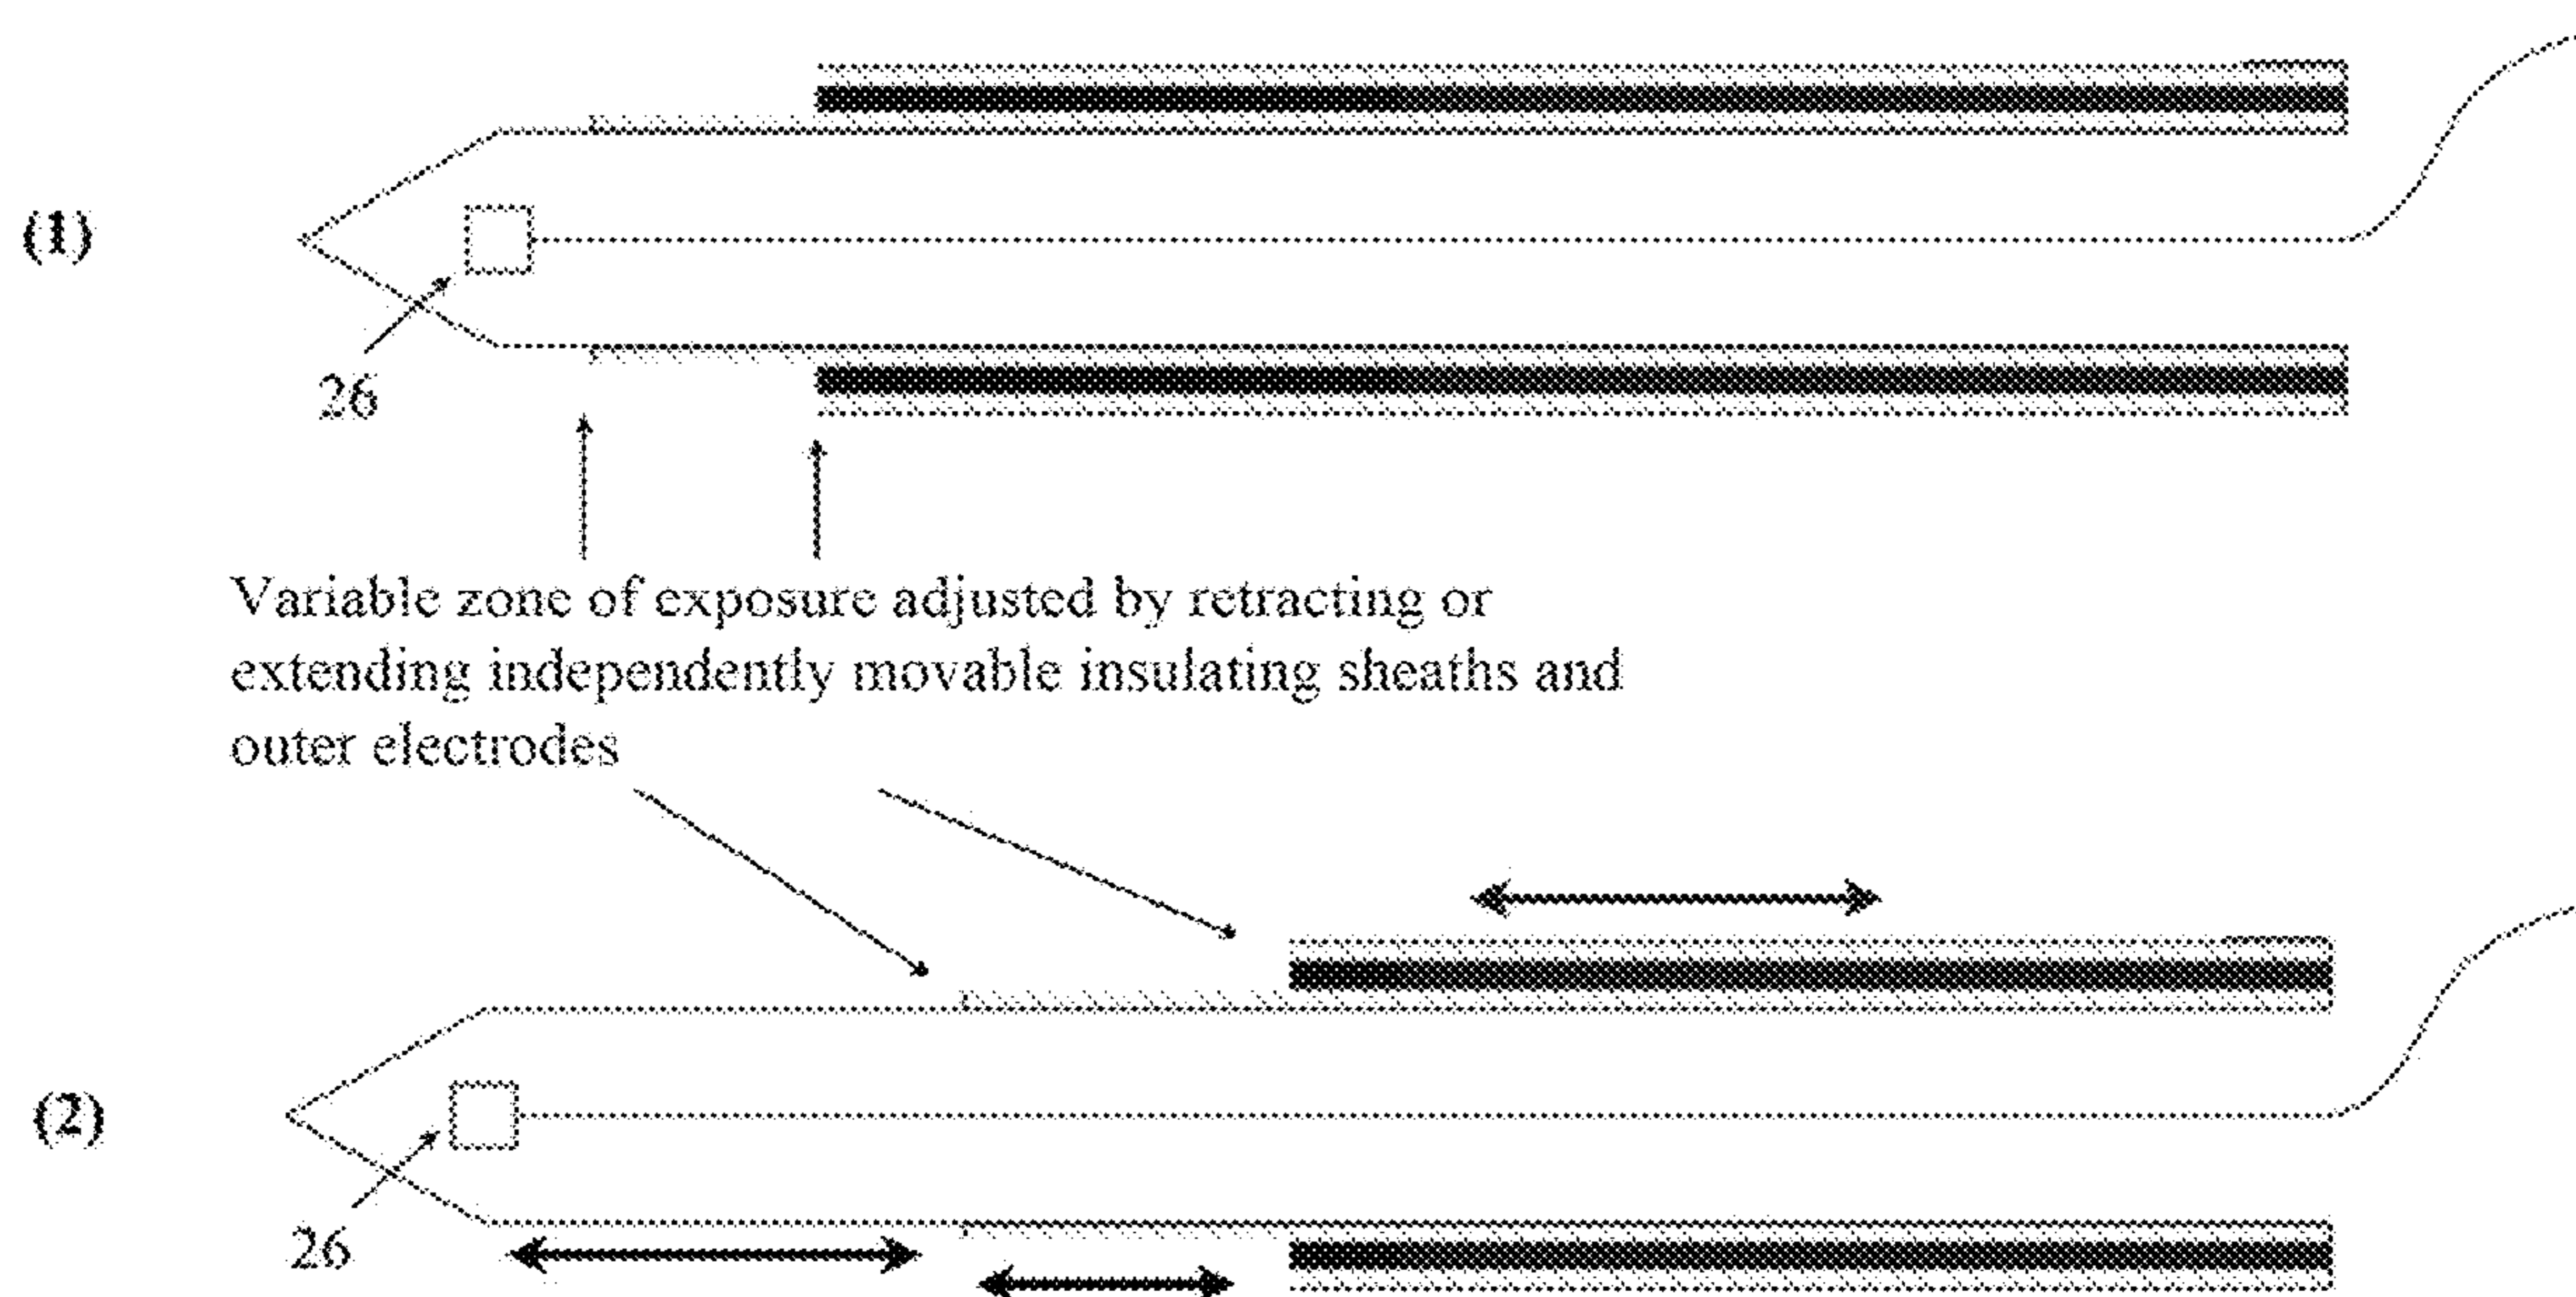 (1)
26
Variable zone of exposure adjusted by retracting or
extending independently movable insulating sheaths and
outer electrodes
(2)
26